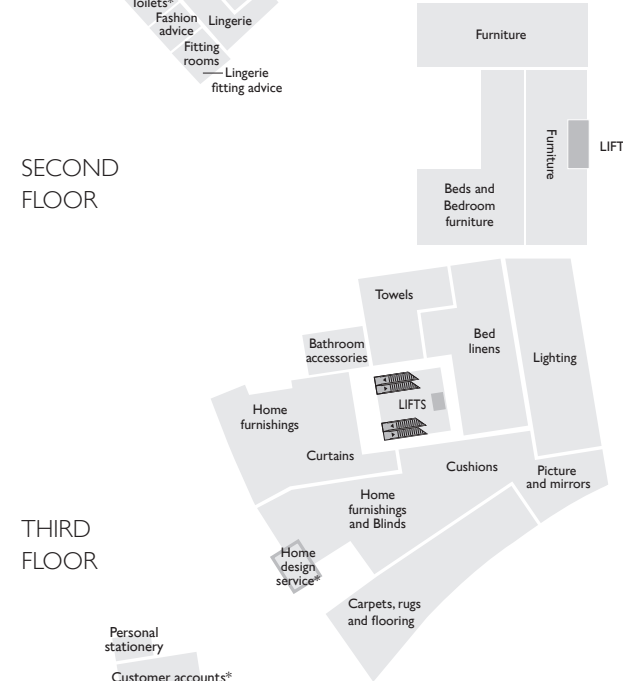 Toilets*
Fashion
advice
Lingerie
Fitting
rooms
Lingerie
fitting advice
Furniture
Furniture
LIFT
Beds and
Bedroom
furniture
SECOND
FLOOR
Towels
Bathroom
accessories
Bed
linens
Lighting
LIFTS
Home
furnishings
Curtains
Cushions
Picture
and mirrors
Home
furnishings
and Blinds
THIRD
FLOOR
Home
design
service*
Carpets, rugs
and flooring
Personal
stationery
Customer accounts*